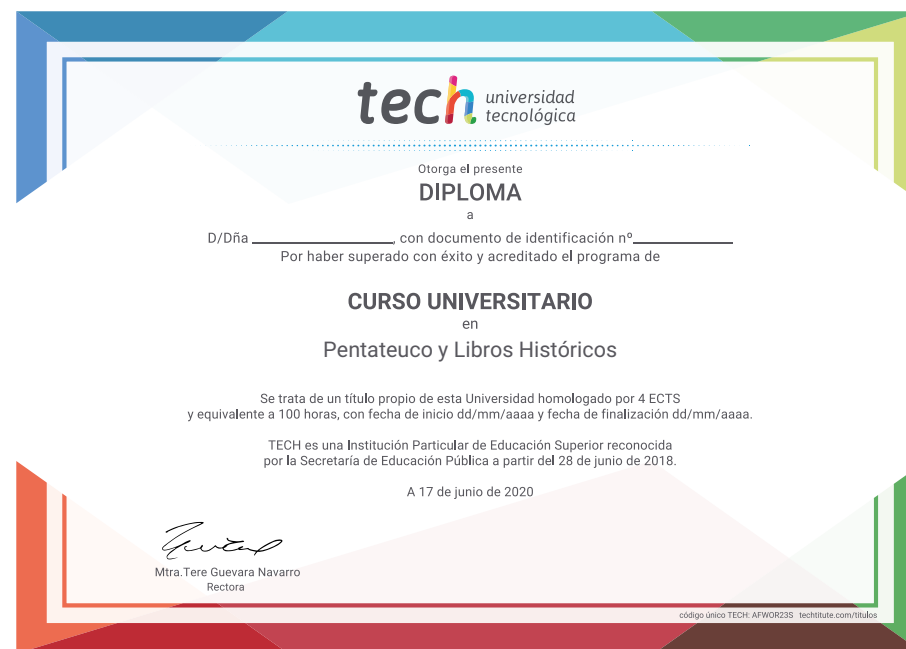 tech universidad
tecnológica
Otorga el presente
DIPLOMA
a
D/Dña ____________________, con documento de identificación nº______________
Por haber superado con éxito y acreditado el programa de
CURSO UNIVERSITARIO
en
Pentateuco y Libros Históricos
Se trata de un título propio de esta Universidad homologado por 4 ECTS
y equivalente a 100 horas, con fecha de inicio dd/mm/aaaa y fecha de finalización dd/mm/aaaa.
TECH es una Institución Particular de Educación Superior reconocida
por la Secretaría de Educación Pública a partir del 28 de junio de 2018.
A 17 de junio de 2020
Mtra.Tere Guevara Navarro
Rectora
código único TECH: AFWOR23S techtitute.com/titulos